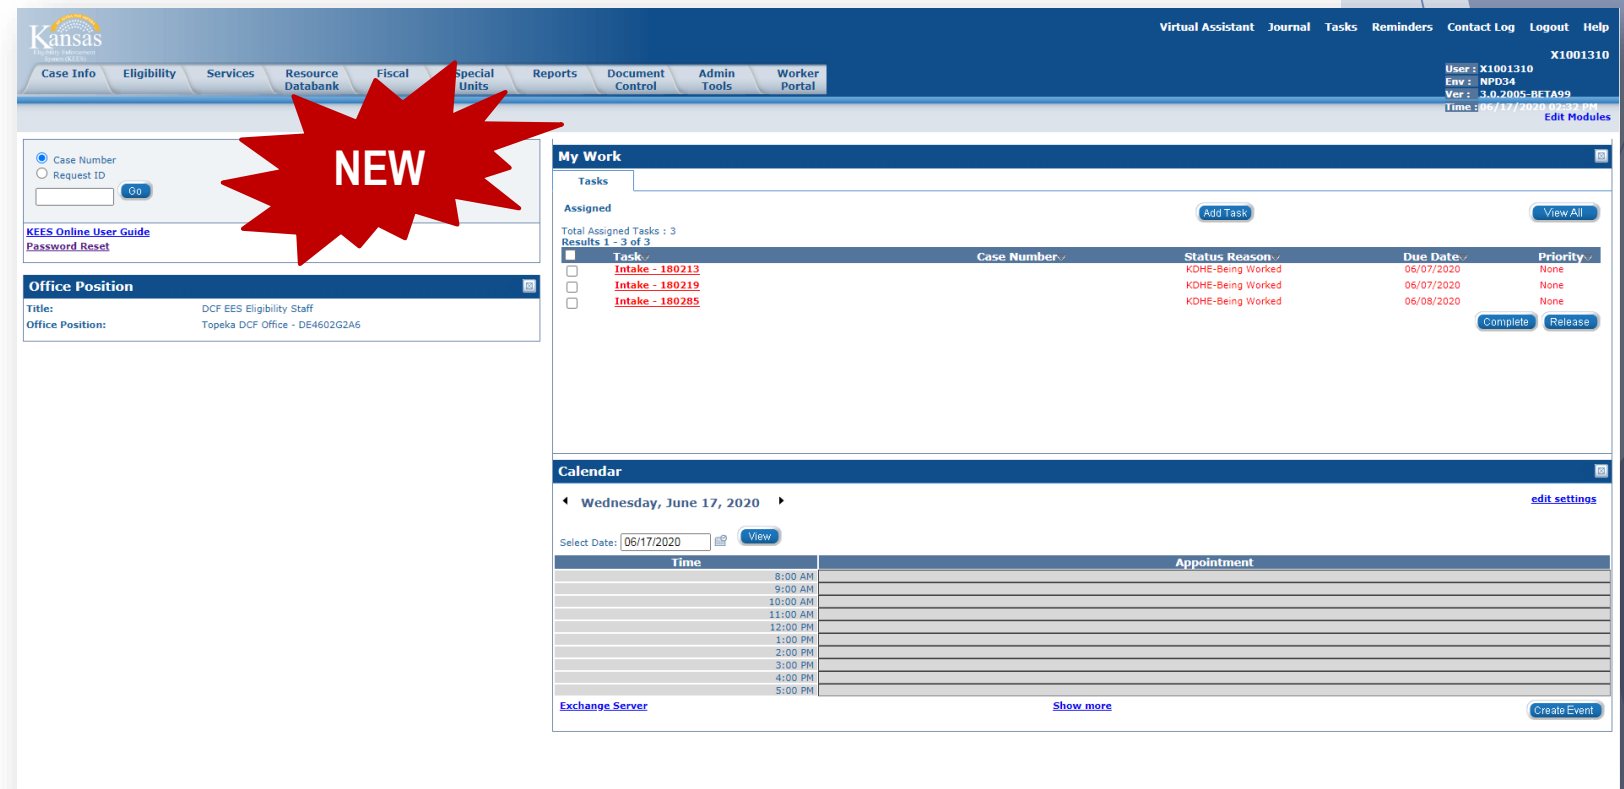 Kansas
Virtual Assistant Journal Tasks Reminders Contact Log Logout Help
X1001310
Case Info Eligibility Services Resource Databank Fiscal Special Units Reports Document Control Admin Tools Worker Portal
User : X1001310
Env : NPD34
Ver : 3.0.2005-BETA99
Time : 06/17/2020 02:32 PM
Edit Modules
Case Number
Request ID
Go
NEW
KEES Online User Guide
Password Reset
Office Position
Title: DCF EES Eligibility Staff
Office Position: Topeka DCF Office - DE4602G2A6
My Work
Tasks
Assigned
Add Task
View All
Total Assigned Tasks : 3
Results 1 - 3 of 3
Task Case Number Status Reason Due Date Priority
Intake - 180213 KDHE-Being Worked 06/07/2020 None
Intake - 180219 KDHE-Being Worked 06/07/2020 None
Intake - 180285 KDHE-Being Worked 06/08/2020 None
Complete Release
Calendar
Wednesday, June 17, 2020
edit settings
Select Date: 06/17/2020 View
Time Appointment
8:00 AM
9:00 AM
10:00 AM
11:00 AM
12:00 PM
1:00 PM
2:00 PM
3:00 PM
4:00 PM
5:00 PM
Exchange Server Show more Create Event